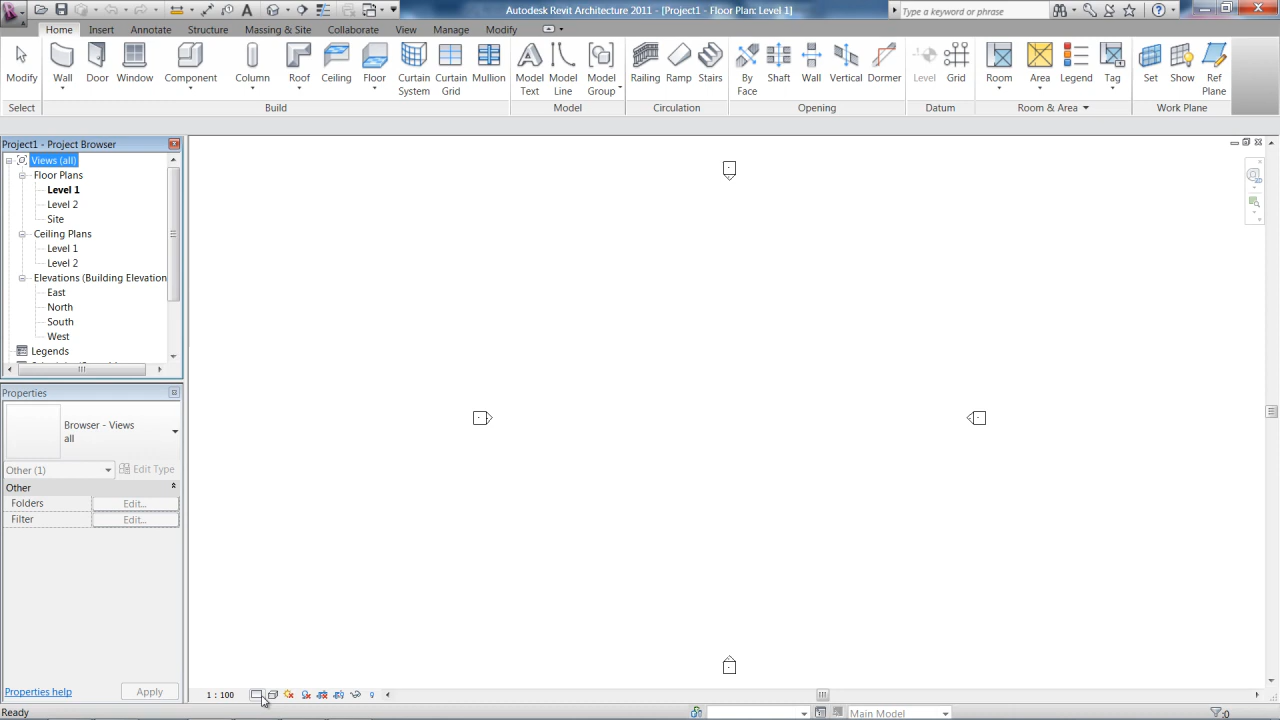 Autodesk Revit Architecture 2011 - [Project1 - Floor Plan: Level 1]
Type a keyword or phrase
Home Insert Annotate Structure Massing & Site Collaborate View Manage Modify
Modify Wall Door Window Component Column Roof Ceiling Floor Curtain System Curtain Grid Mullion Model Text Model Line Model Group Railing Ramp Stairs By Face Shaft Wall Vertical Dormer Level Grid Room Area Legend Tag Set Show Ref Plane
Select Build Model Circulation Opening Datum Room & Area Work Plane
Project1 - Project Browser
Views (all)
Floor Plans
Level 1
Level 2
Site
Ceiling Plans
Level 1
Level 2
Elevations (Building Elevation
East
North
South
West
Legends
Properties
Browser - Views
all
Other (1) Edit Type
Other
Folders Edit...
Filter Edit...
Properties help Apply
1 : 100
Ready
Main Model
:0